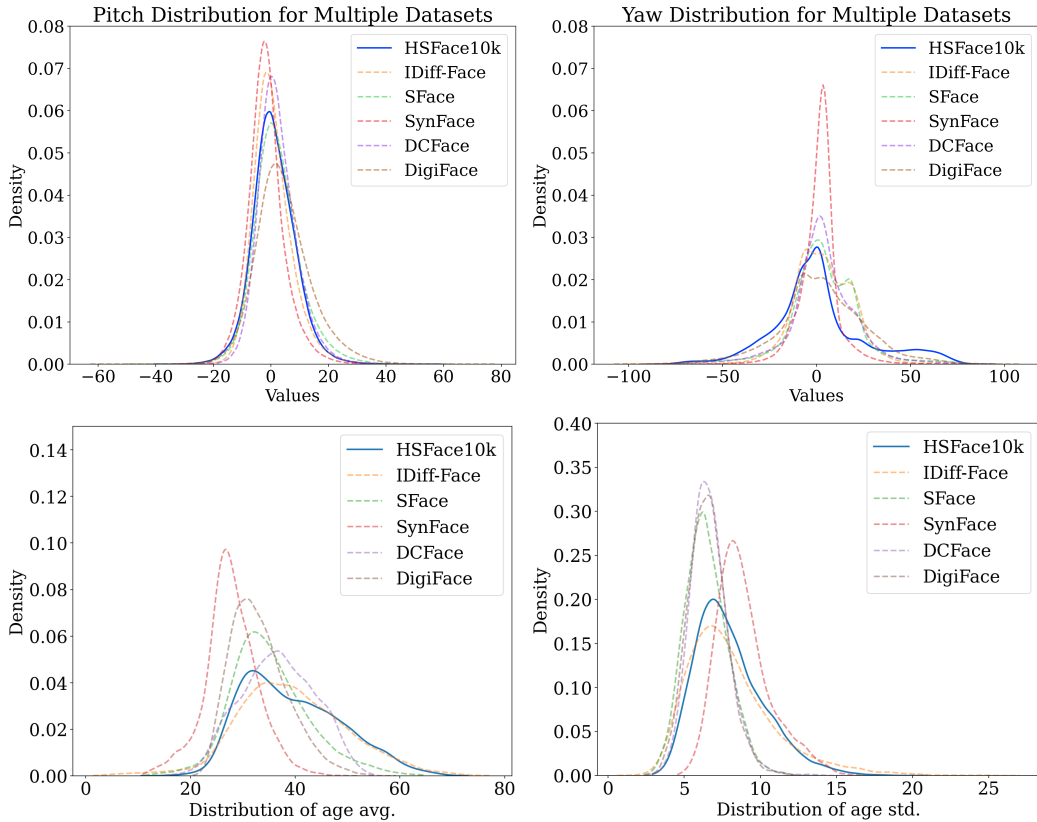 Pitch Distribution for Multiple Datasets
0.08
0.07
0.06
0.05
0.04
0.03
0.02
0.01
0.00
Density
HSFace10k
IDiff-Face
SFace
SynFace
DCFace
DigiFace
−60 −40 −20 0 20 40 60 80
Values
Yaw Distribution for Multiple Datasets
0.08
0.07
0.06
0.05
0.04
0.03
0.02
0.01
0.00
Density
HSFace10k
IDiff-Face
SFace
SynFace
DCFace
DigiFace
−100 −50 0 50 100
Values
0.14
0.12
0.10
0.08
0.06
0.04
0.02
0.00
Density
HSFace10k
IDiff-Face
SFace
SynFace
DCFace
DigiFace
0 20 40 60 80
Distribution of age avg.
0.40
0.35
0.30
0.25
0.20
0.15
0.10
0.05
0.00
Density
HSFace10k
IDiff-Face
SFace
SynFace
DCFace
DigiFace
0 5 10 15 20 25
Distribution of age std.